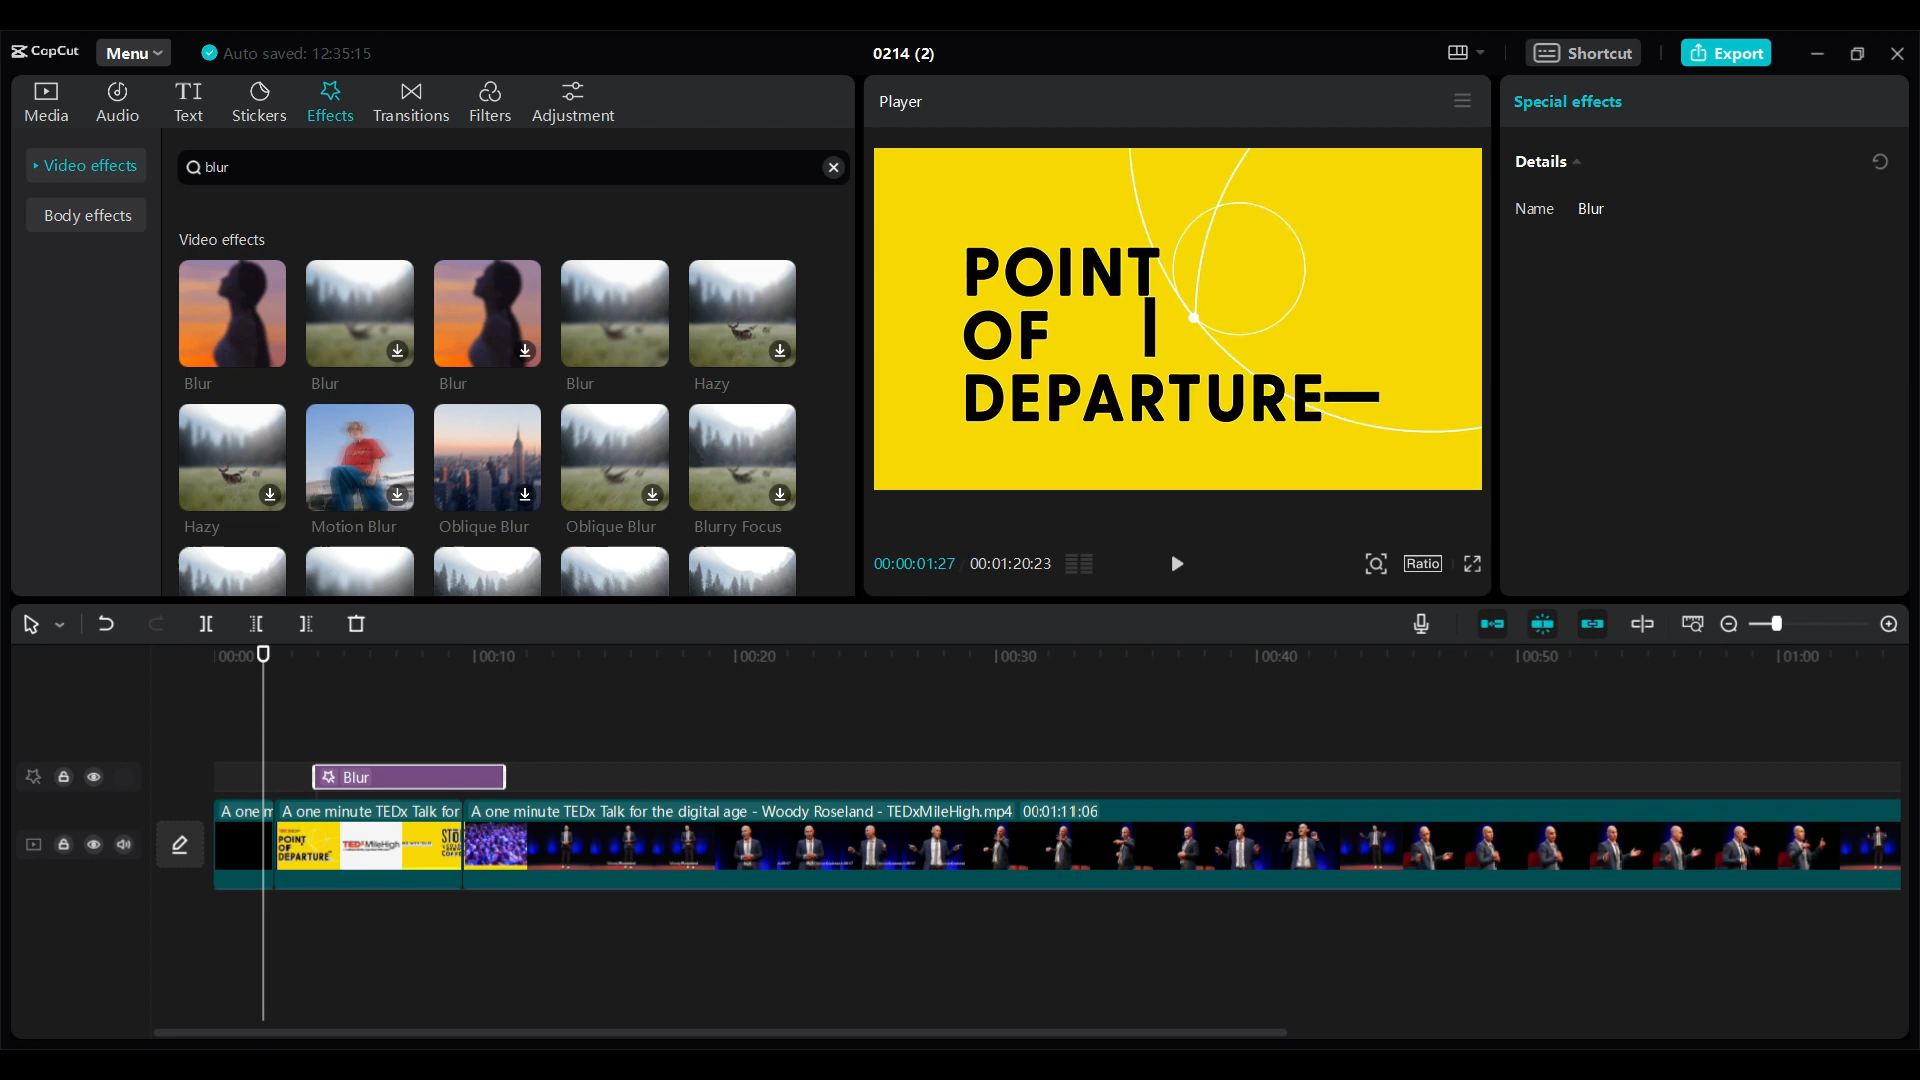 CapCut
Menu
Auto saved: 12:35:15
0214 (2)
Shortcut
Export
Media
Audio
TI
Text
Stickers
Effects
Transitions
Filters
Adjustment
Player
Special effects
Video effects
Body effects
blur
Video effects
Blur
Blur
Blur
Blur
Hazy
Hazy
Motion Blur
Oblique Blur
Oblique Blur
Blurry Focus
POINT
OF
DEPARTURE—
00:00:01:27
00:01:20:23
Ratio
Details
Name Blur
00:00
00:10
00:20
00:30
00:40
00:50
01:00
Blur
A one m
A one minute TEDx Talk for
A one minute TEDx Talk for the digital age - Woody Roseland - TEDxMileHigh.mp4 00:01:11:06
POINT
OF
DEPARTURE
TEDxMileHigh